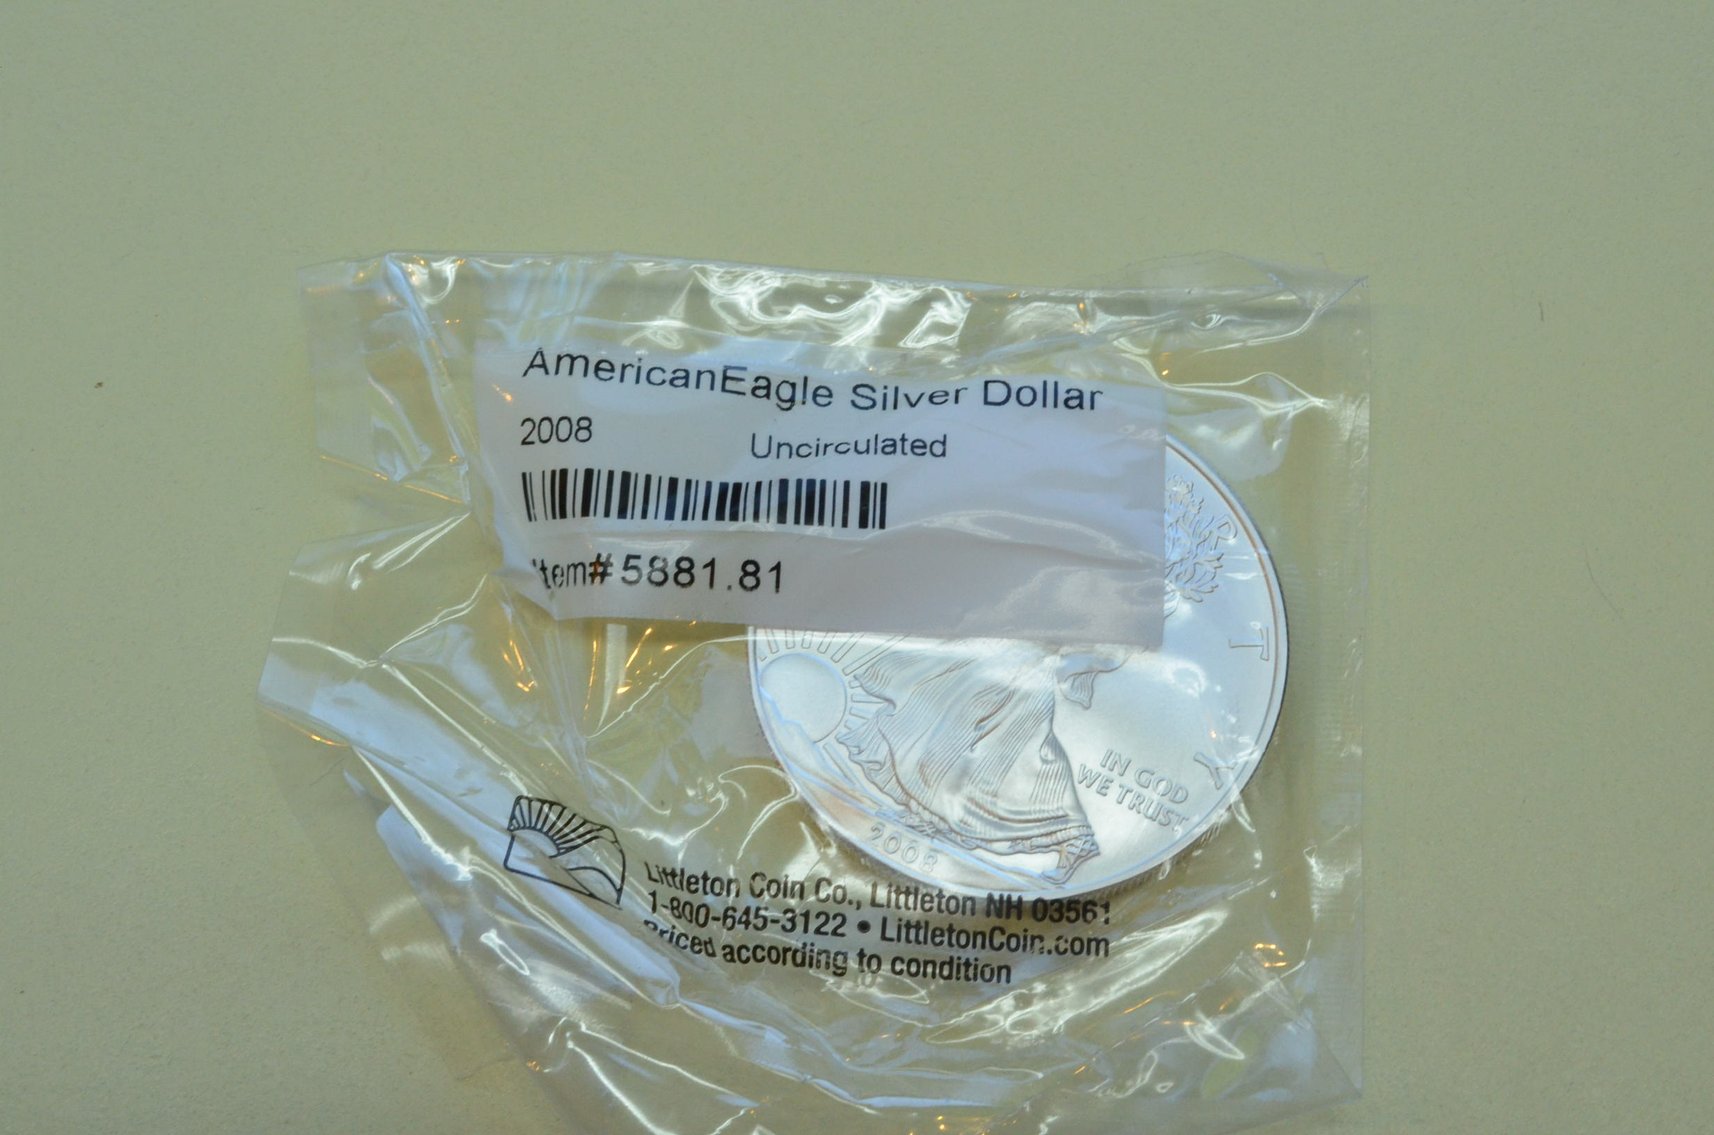 AmericanEagle Silver Dollar
2008 Uncirculated
Item#5881.81
R
T
Y
IN GOD
WE TRUST
2008
Littleton Coin Co., Littleton NH 03561
1-800-645-3122 • LittletonCoin.com
Priced according to condition